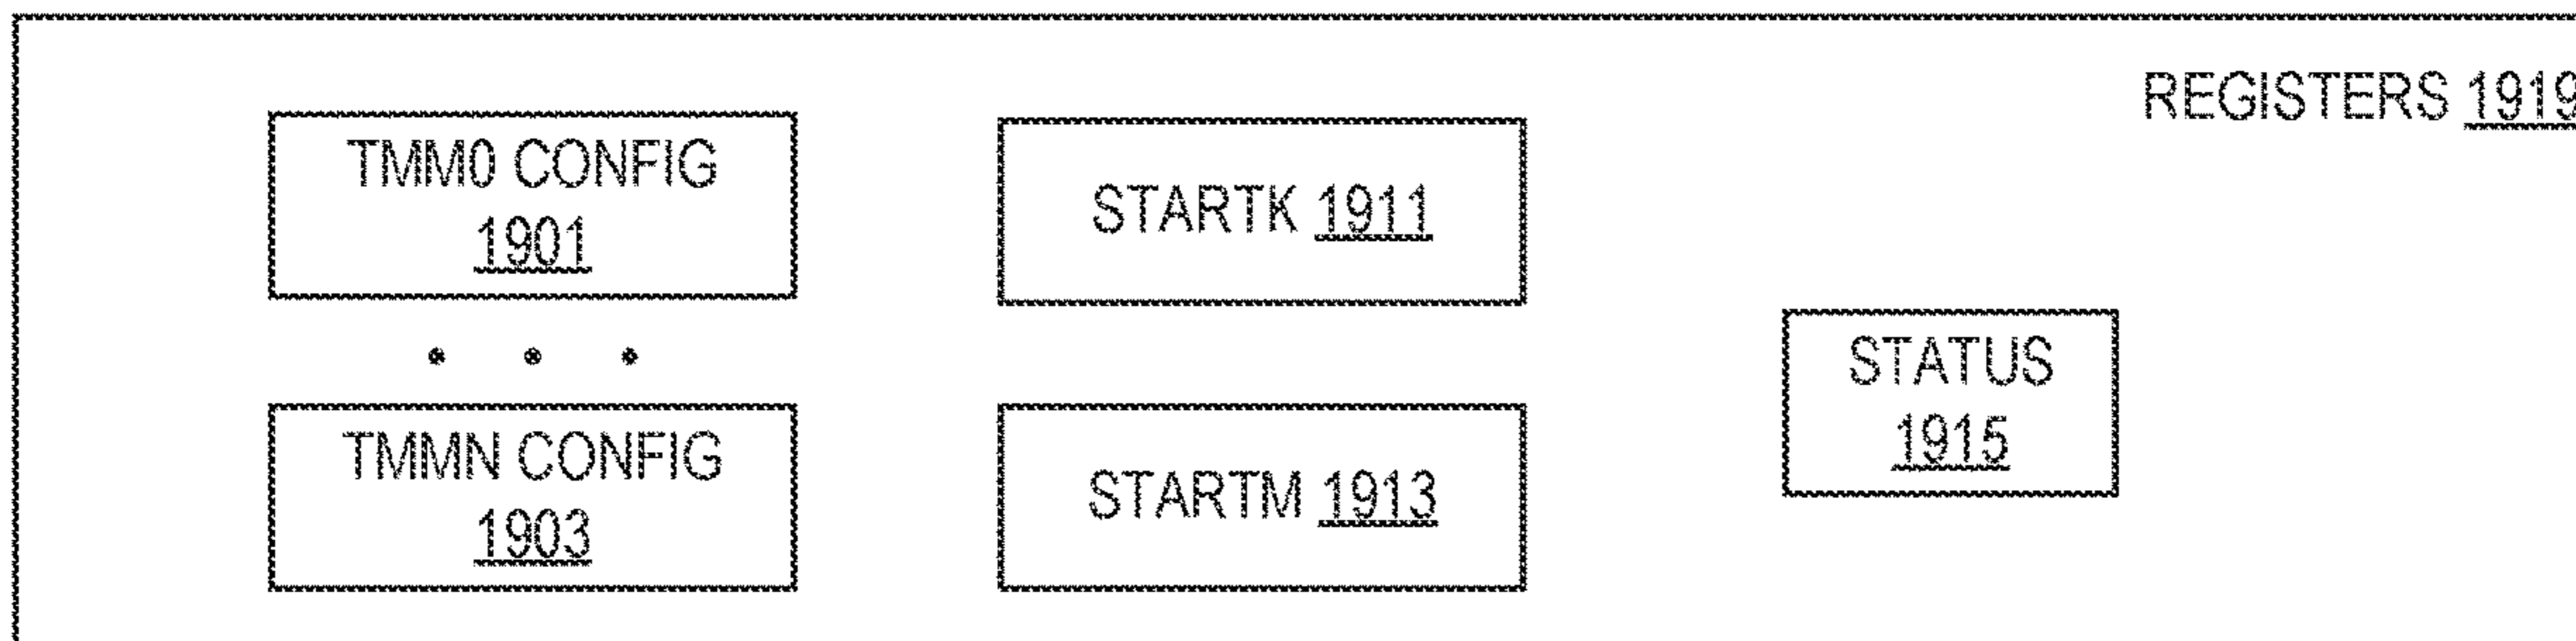 REGISTERS 1919
TMM0 CONFIG
1901
STARTK 1911
TMMN CONFIG
1903
STARTM 1913
STATUS
1915